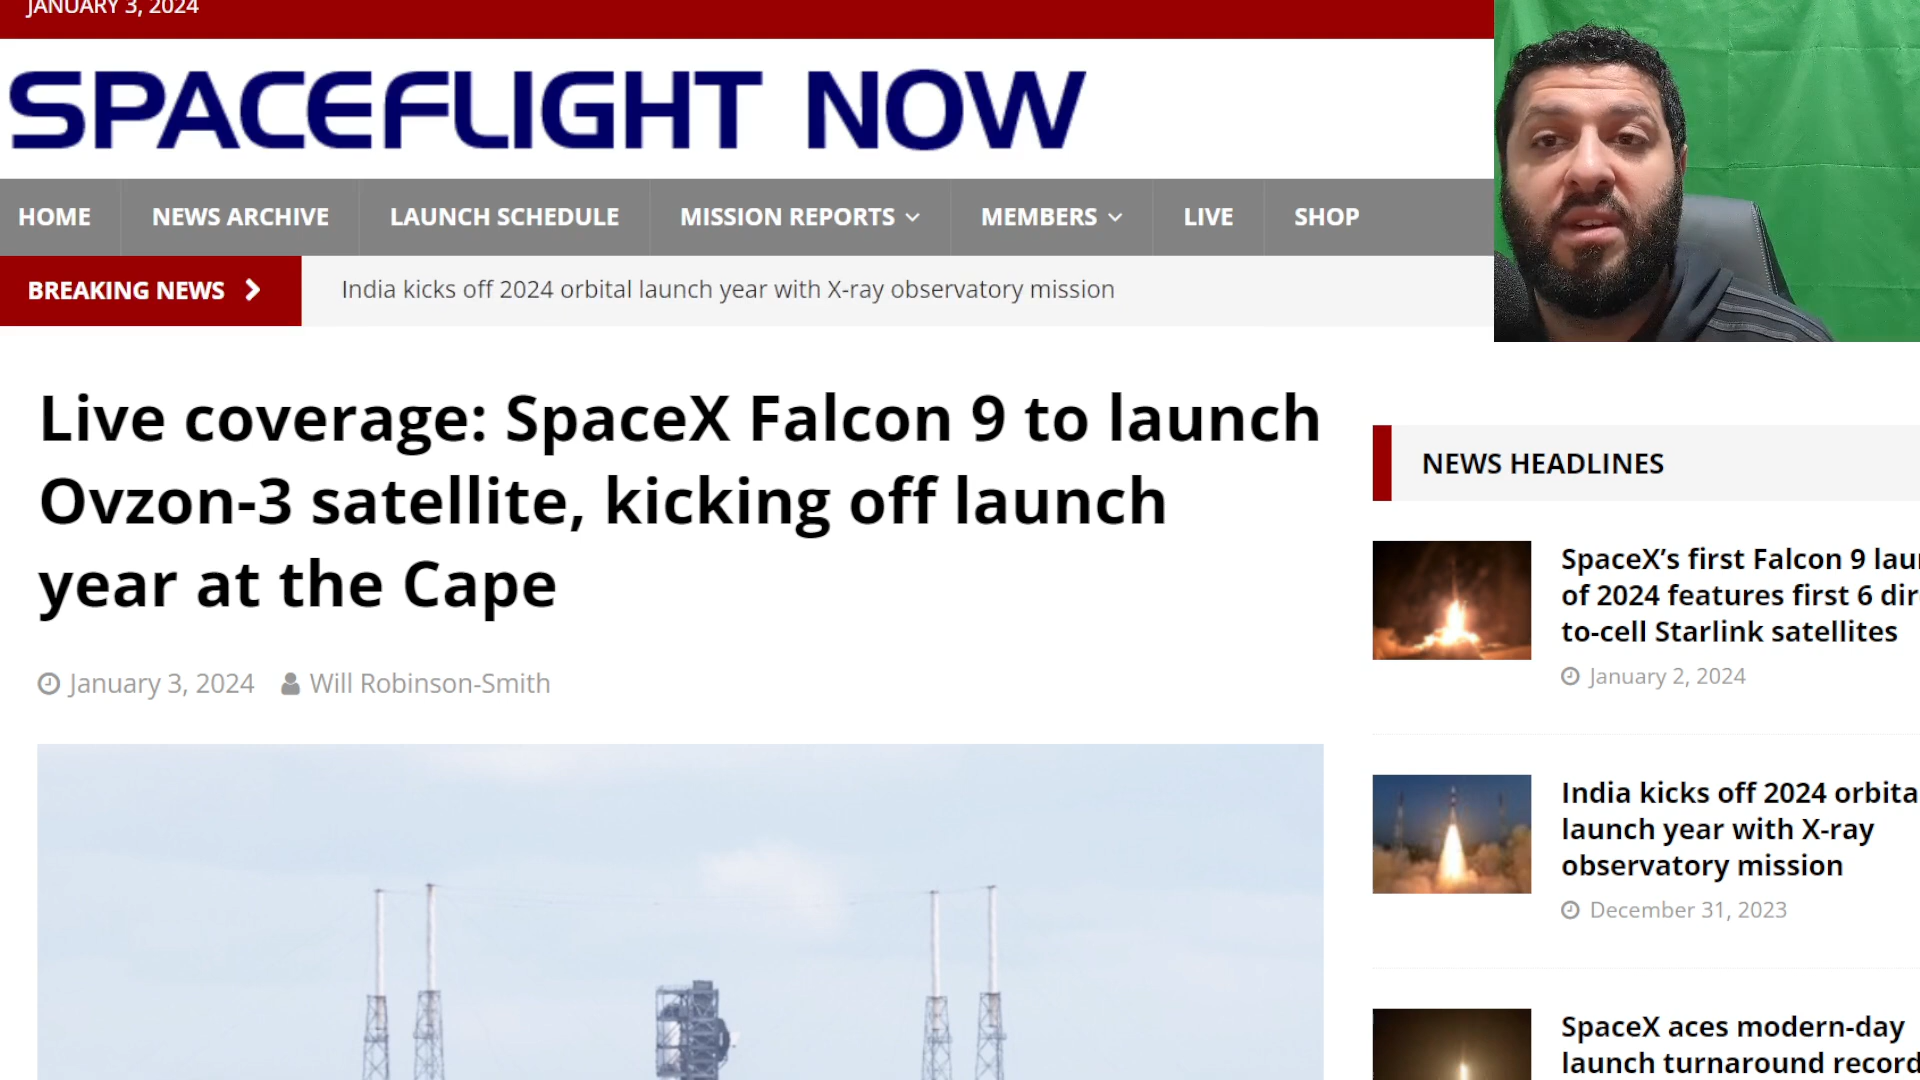 JANUARY 3, 2024
SPACEFLIGHT NOW
HOME NEWS ARCHIVE LAUNCH SCHEDULE MISSION REPORTS MEMBERS LIVE SHOP
BREAKING NEWS India kicks off 2024 orbital launch year with X-ray observatory mission
Live coverage: SpaceX Falcon 9 to launch
Ovzon-3 satellite, kicking off launch
year at the Cape
January 3, 2024 Will Robinson-Smith
NEWS HEADLINES
SpaceX’s first Falcon 9 lau
of 2024 features first 6 dir
to-cell Starlink satellites
January 2, 2024
India kicks off 2024 orbita
launch year with X-ray
observatory mission
December 31, 2023
SpaceX aces modern-day
launch turnaround record